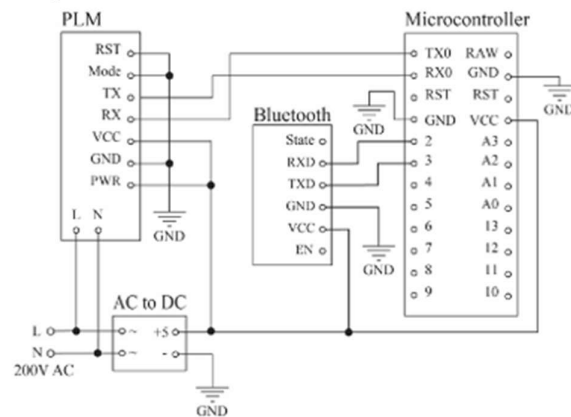 PLM
RST
Mode
TX
RX
VCC
GND
PWR
L N
GND
Bluetooth
State
RXD
TXD
GND
VCC
EN
GND
GND
Microcontroller
TX0 RAW
RX0 GND
RST RST
GND VCC
2 A3
3 A2
4 A1
5 A0
6 13
7 12
8 11
9 10
GND
AC to DC
L ~ +5
N ~ -
200V AC
GND